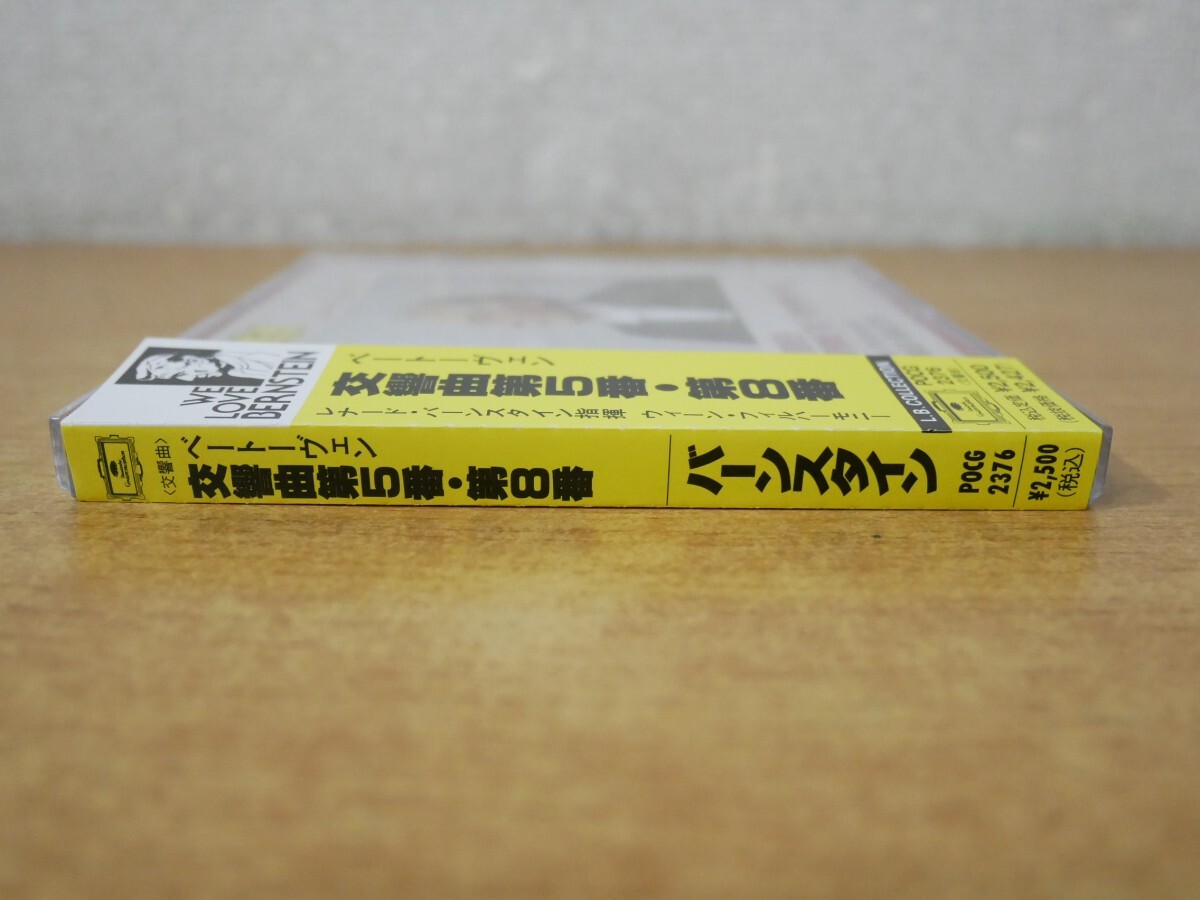 WE
LOVE
BERNSTEIN
ベートーヴェン
交響曲第5番・第8番
レナード・バーンスタイン指揮 ウィーン・フィルハーモニー
L.B.COLLECTION
POCG
2376
〈交響曲〉
ベートーヴェン
交響曲第5番・第8番
バーンスタイン
POCG
2376
¥2,500
(税込)